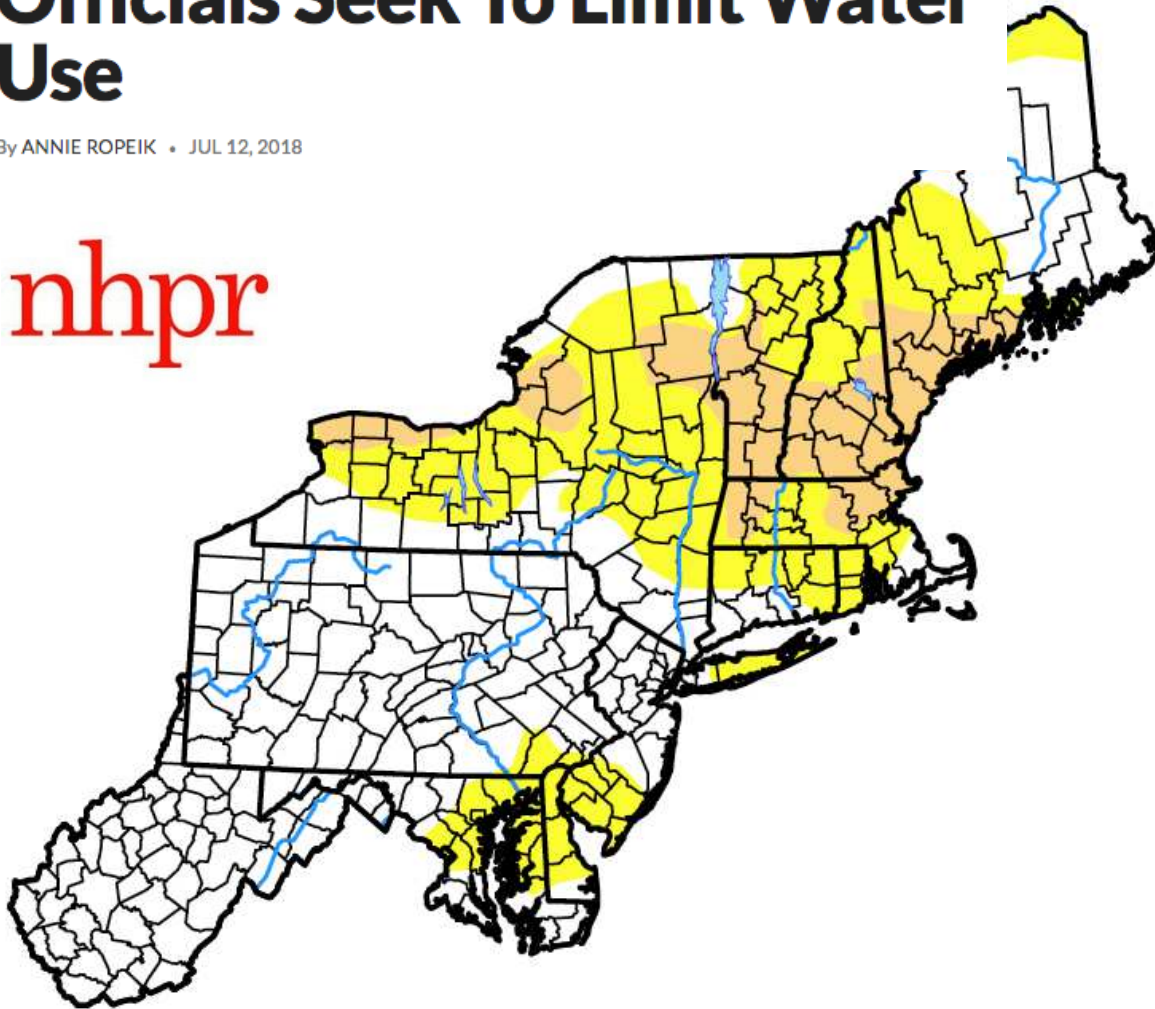 Officials Seek To Limit Water
Use
By ANNIE ROPEIK • JUL 12, 2018
nhpr